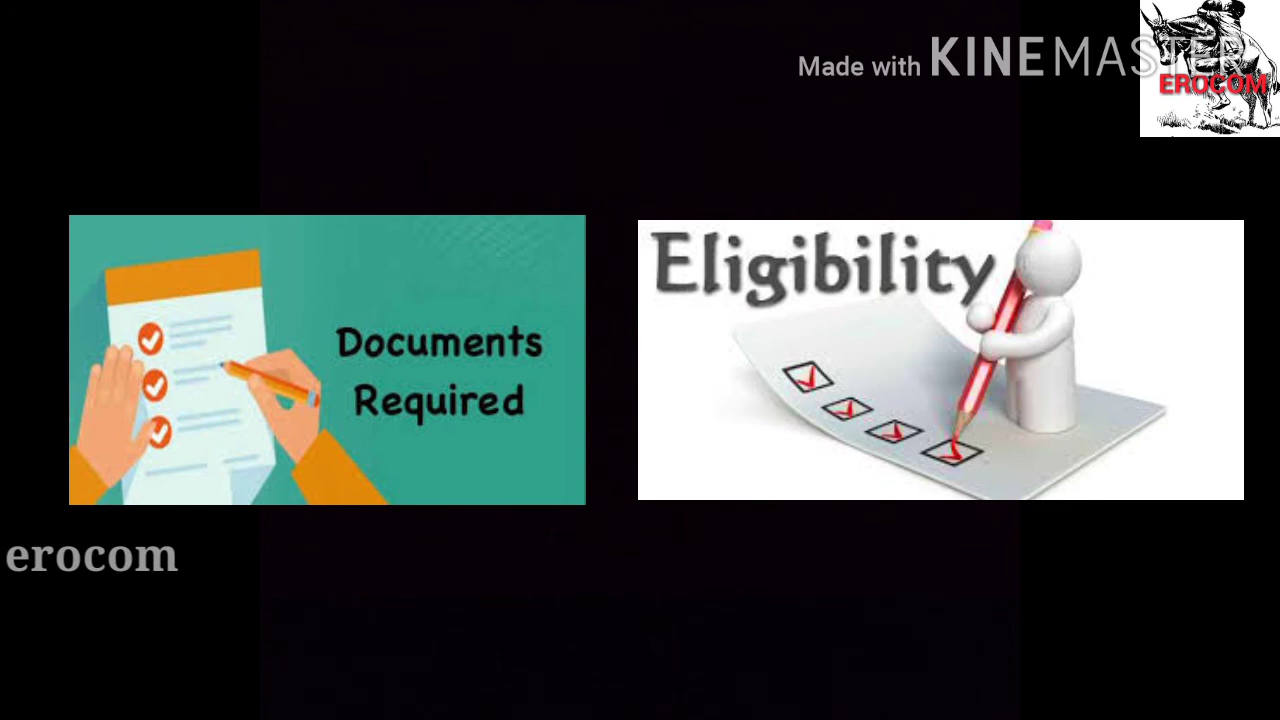 Made with KINEMASTER
EROCOM
Eligibility
Documents
Required
erocom